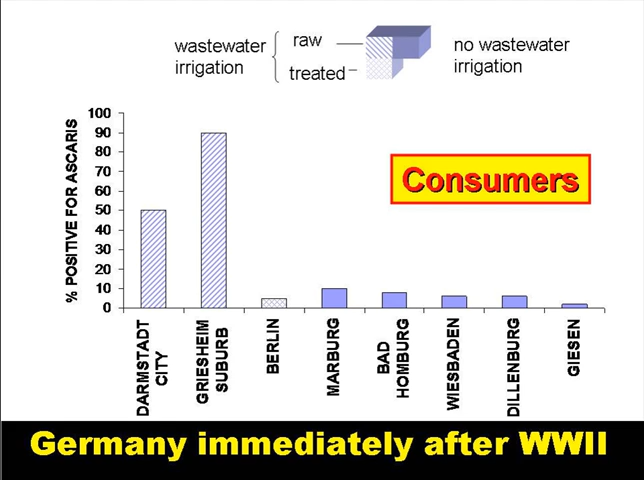 wastewater
irrigation
raw
treated
no wastewater
irrigation
% POSITIVE FOR ASCARIS
100
90
80
70
60
50
40
30
20
10
0
Consumers
DARMSTADT
CITY
GRIESHEIM
SUBURB
BERLIN
MARBURG
BAD
HOMBURG
WIESBADEN
DILLENBURG
GIESEN
Germany immediately after WWII